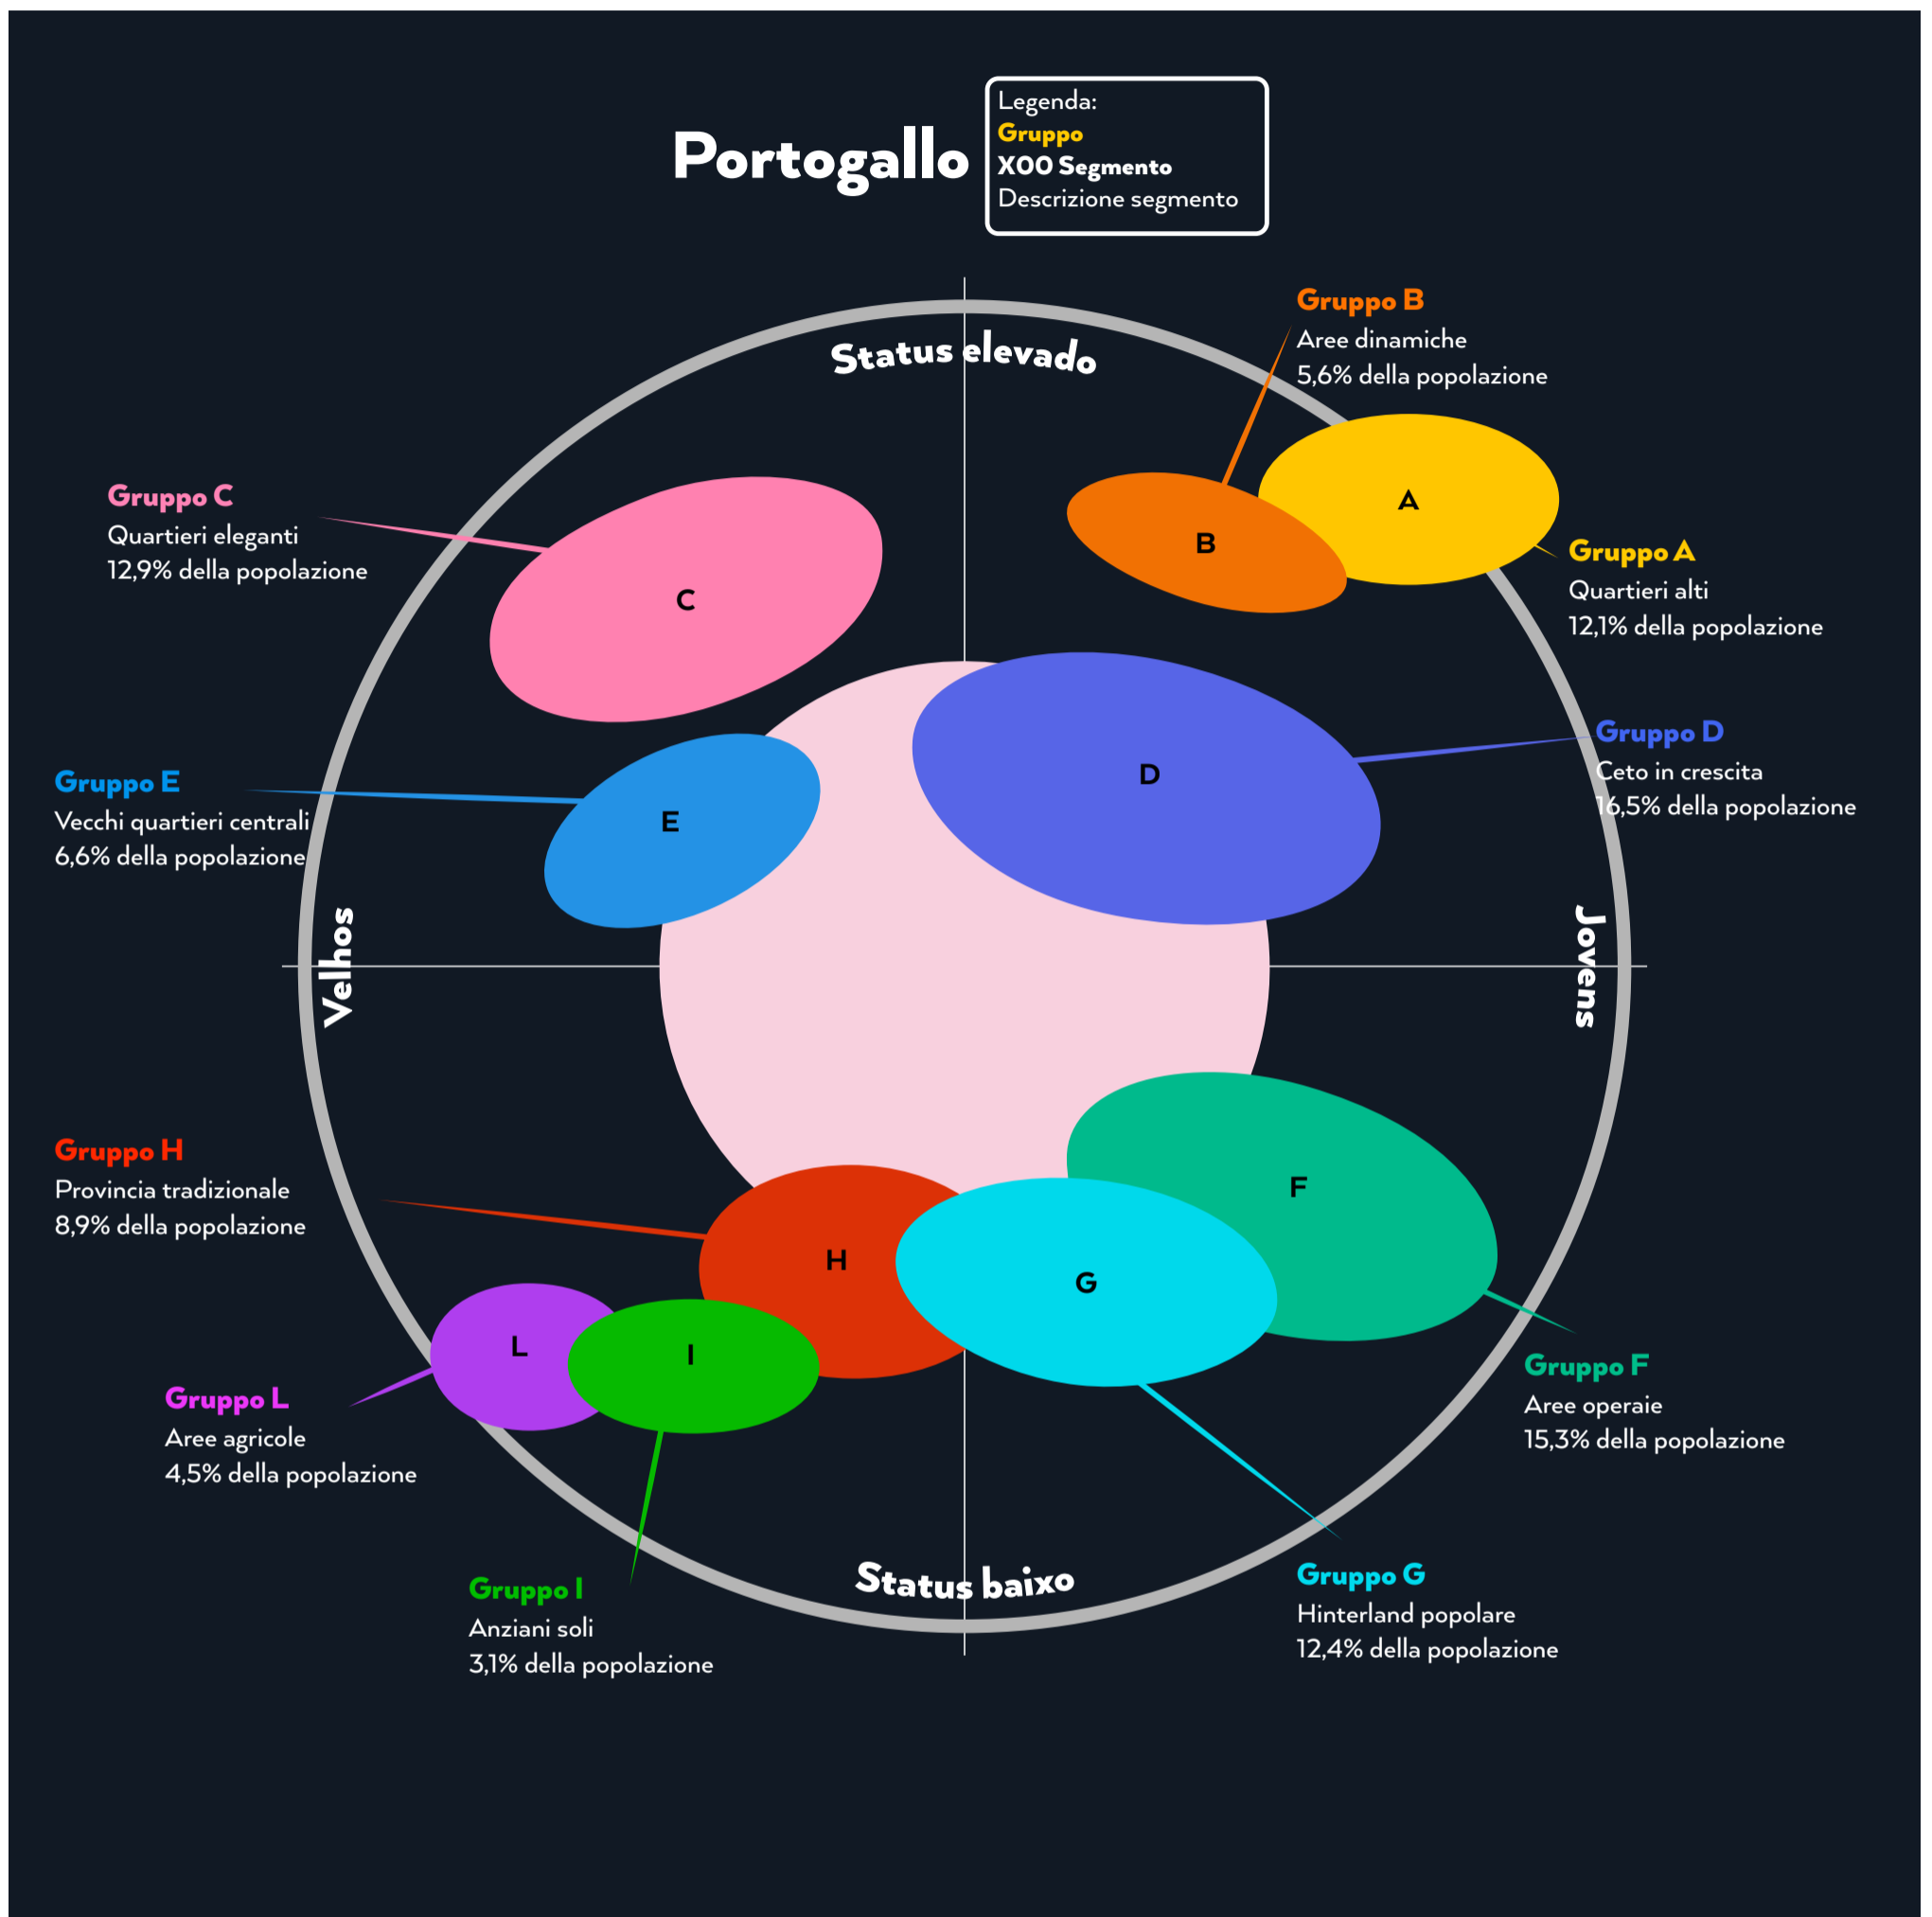 Portogallo
Legenda:
Gruppo
X00 Segmento
Descrizione segmento
Status elevado
Gruppo B
Aree dinamiche
5,6% della popolazione
A
B
Gruppo C
Quartieri eleganti
12,9% della popolazione
C
Gruppo A
Quartieri alti
12,1% della popolazione
Gruppo D
Ceto in crescita
16,5% della popolazione
D
Gruppo E
Vecchi quartieri centrali
6,6% della popolazione
E
Velhos
Jovens
Gruppo H
Provincia tradizionale
8,9% della popolazione
F
H
G
L
I
Gruppo F
Aree operaie
15,3% della popolazione
Gruppo L
Aree agricole
4,5% della popolazione
Status baixo
Gruppo I
Anziani soli
3,1% della popolazione
Gruppo G
Hinterland popolare
12,4% della popolazione